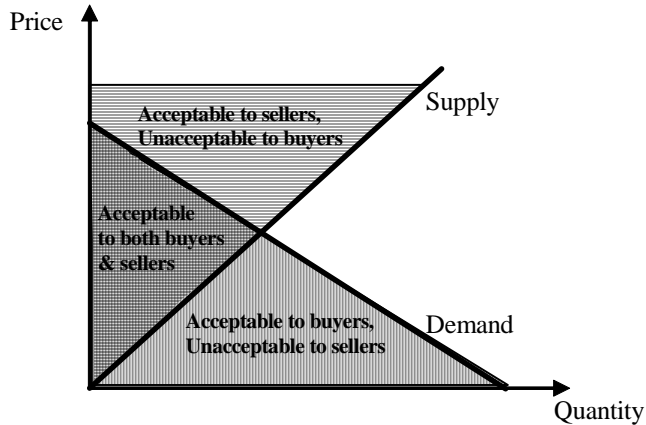 Price
Supply
Acceptable to sellers,
Unacceptable to buyers
Acceptable
to both buyers
& sellers
Acceptable to buyers,
Unacceptable to sellers
Demand
Quantity